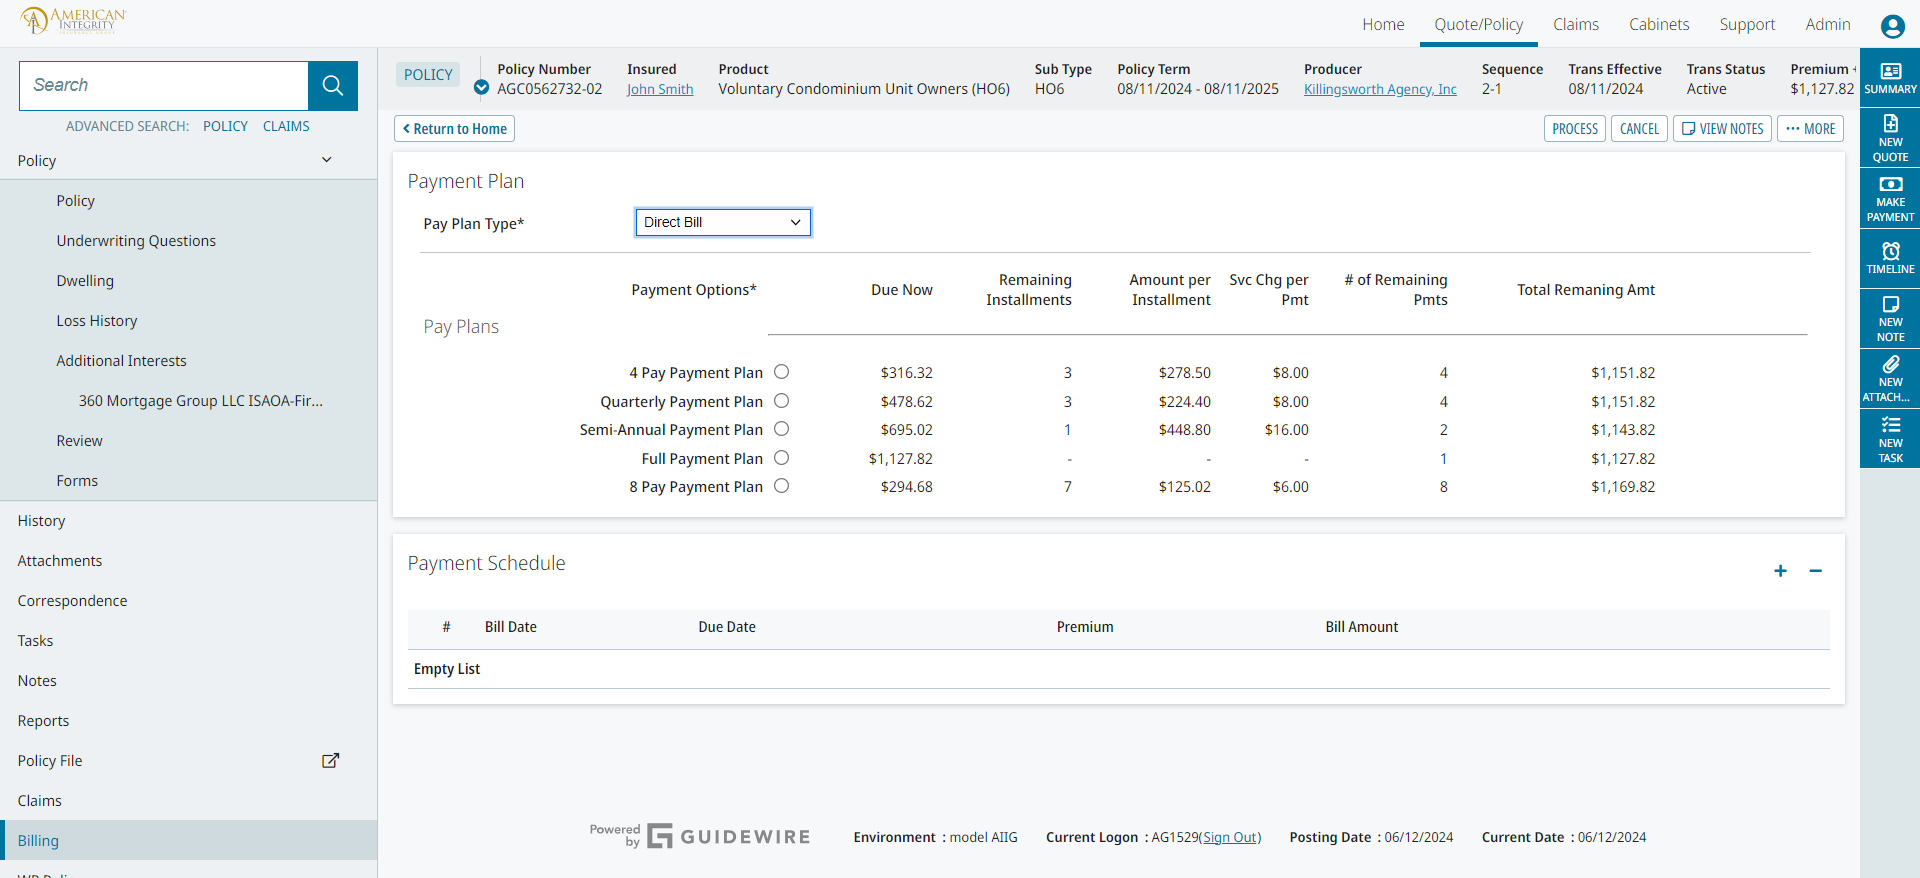 AMERICAN
INTEGRITY
Home Quote/Policy Claims Cabinets Support Admin
Search
ADVANCED SEARCH: POLICY CLAIMS
POLICY
Policy Number Insured Product Sub Type Policy Term Producer Sequence Trans Effective Trans Status Premium +
AGC0562732-02 John Smith Voluntary Condominium Unit Owners (HO6) HO6 08/11/2024 - 08/11/2025 Killingsworth Agency, Inc 2-1 08/11/2024 Active $1,127.82
Return to Home
PROCESS CANCEL VIEW NOTES ••• MORE
Policy
Policy
Underwriting Questions
Dwelling
Loss History
Additional Interests
360 Mortgage Group LLC ISAOA-Fir...
Review
Forms
History
Attachments
Correspondence
Tasks
Notes
Reports
Policy File
Claims
Billing
Payment Plan
Pay Plan Type* Direct Bill
Payment Options* Due Now Remaining Installments Amount per Installment Svc Chg per Pmt # of Remaining Pmts Total Remaning Amt
Pay Plans
4 Pay Payment Plan $316.32 3 $278.50 $8.00 4 $1,151.82
Quarterly Payment Plan $478.62 3 $224.40 $8.00 4 $1,151.82
Semi-Annual Payment Plan $695.02 1 $448.80 $16.00 2 $1,143.82
Full Payment Plan $1,127.82 - - - 1 $1,127.82
8 Pay Payment Plan $294.68 7 $125.02 $6.00 8 $1,169.82
Payment Schedule
+ −
# Bill Date Due Date Premium Bill Amount
Empty List
Powered by GUIDEWIRE
Environment : model AIIG Current Logon : AG1529(Sign Out) Posting Date : 06/12/2024 Current Date : 06/12/2024
SUMMARY
NEW
QUOTE
MAKE
PAYMENT
TIMELINE
NEW
NOTE
NEW
ATTACH...
NEW
TASK